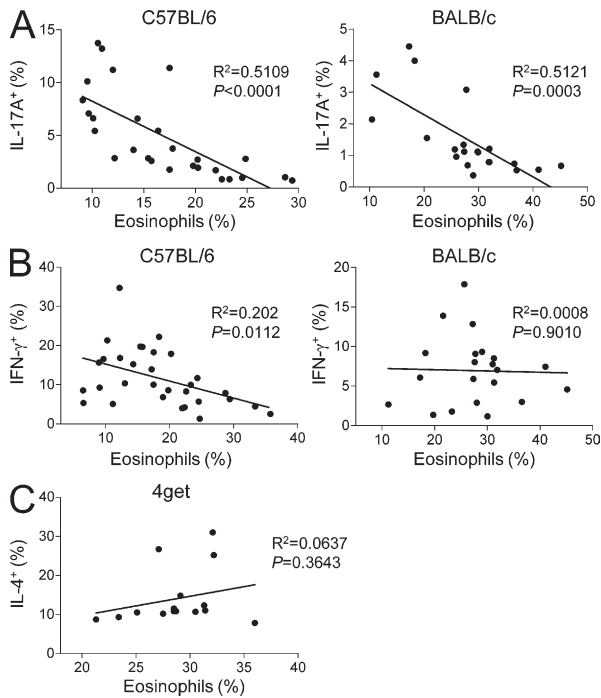 A
C57BL/6
BALB/c
IL-17A⁺ (%)
15
10
5
0
R²=0.5109
P<0.0001
10
15
20
25
30
Eosinophils (%)
IL-17A⁺ (%)
5
4
3
2
1
0
R²=0.5121
P=0.0003
10
20
30
40
50
Eosinophils (%)
B
C57BL/6
BALB/c
IFN-γ⁺ (%)
40
30
20
10
0
R²=0.202
P=0.0112
10
20
30
40
Eosinophils (%)
IFN-γ⁺ (%)
20
15
10
5
0
R²=0.0008
P=0.9010
10
20
30
40
50
Eosinophils (%)
C
4get
IL-4⁺ (%)
40
30
20
10
0
R²=0.0637
P=0.3643
20
25
30
35
40
Eosinophils (%)